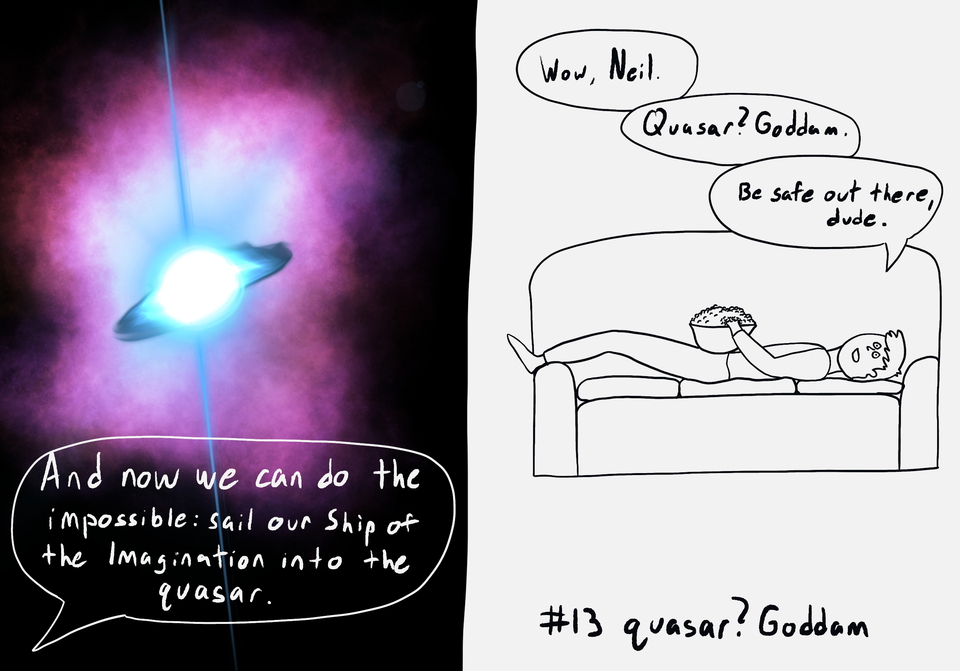 And now we can do the
impossible: sail our Ship of
the Imagination into the
quasar.
Wow, Neil.
Quasar? Goddam.
Be safe out there,
dude.
#13 quasar? Goddam